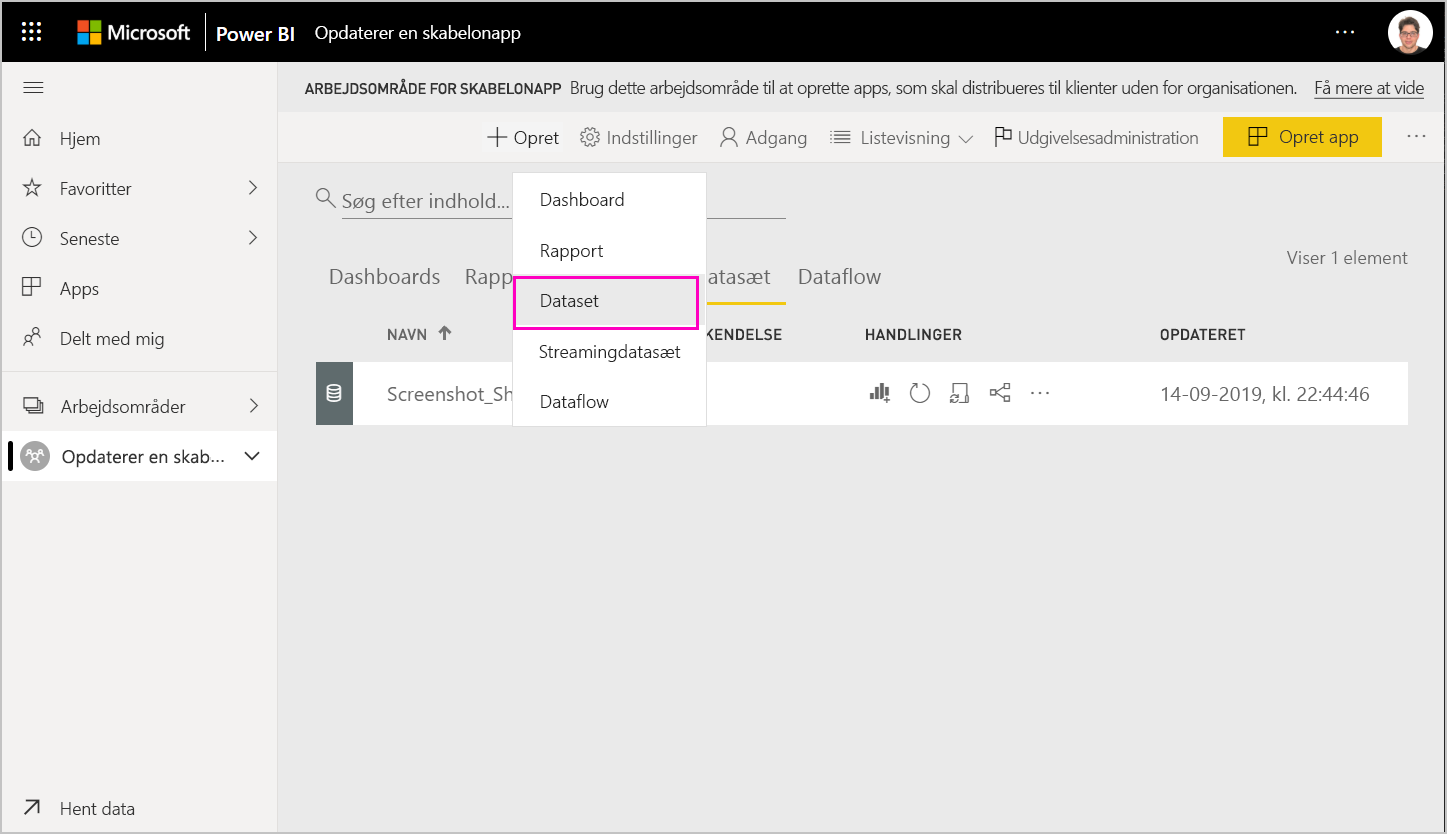 Microsoft Power BI Opdaterer en skabelonapp ...
ARBEJDSOMRÅDE FOR SKABELONAPP Brug dette arbejdsområde til at oprette apps, som skal distribueres til klienter uden for organisationen. Få mere at vide
Opret Indstillinger Adgang Listevisning Udgivelsesadministration Opret app ...
Hjem
Favoritter
Seneste
Apps
Delt med mig
Arbejdsområder
Opdaterer en skab...
Hent data
Søg efter indhold...
Dashboard
Rapport
Dataset
Streamingdatasæt
Dataflow
Viser 1 element
Dashboards Rapp atasæt Dataflow
NAVN KENDELSE HANDLINGER OPDATERET
Screenshot_Sh ... 14-09-2019, kl. 22:44:46